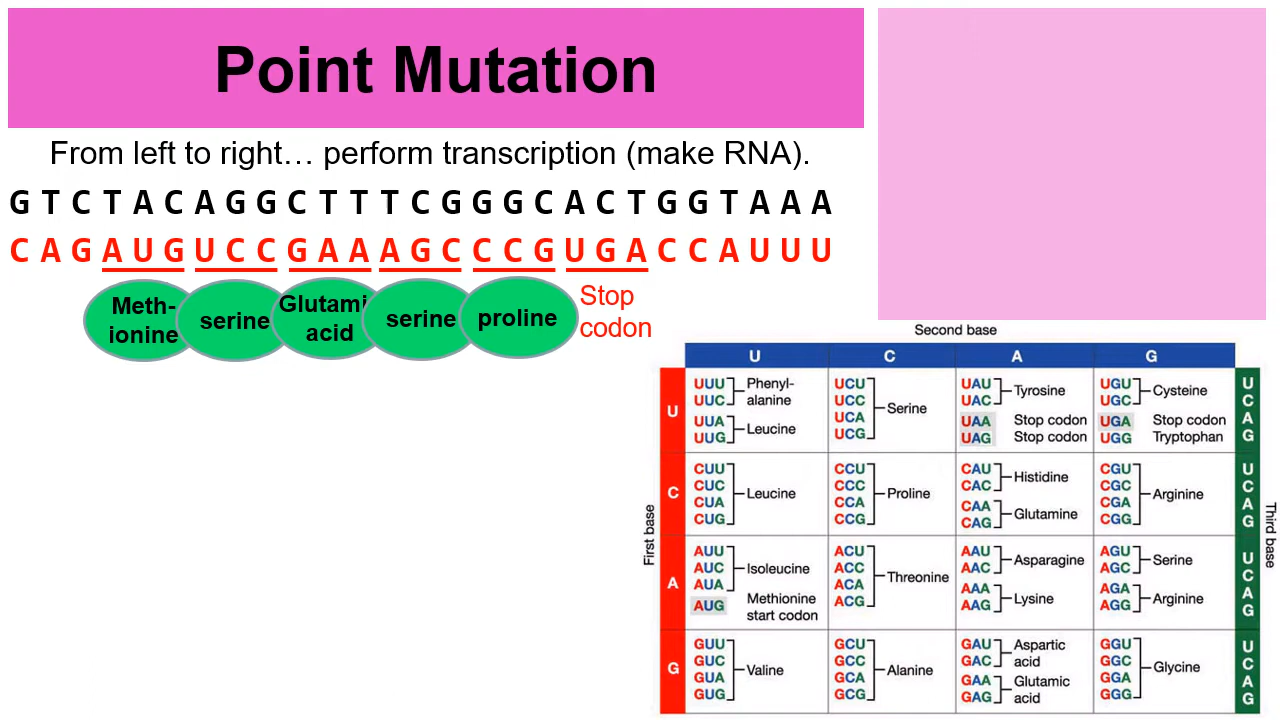 Point Mutation
From left to right… perform transcription (make RNA).
G T C T A C A G G C T T T C G G G C A C T G G T A A A
C A G A U G U C C G A A A G C C C G U G A C C A U U U
Meth-
ionine
serine
Glutami
acid
serine
proline
Stop
codon
Second base
U C A G
First base
Third base
U
UUU
UUC
Phenyl-
alanine
UUA
UUG
Leucine
UCU
UCC
UCA
UCG
Serine
UAU
UAC
Tyrosine
UAA Stop codon
UAG Stop codon
UGU
UGC
Cysteine
UGA Stop codon
UGG Tryptophan
U
C
A
G
C
CUU
CUC
CUA
CUG
Leucine
CCU
CCC
CCA
CCG
Proline
CAU
CAC
Histidine
CAA
CAG
Glutamine
CGU
CGC
CGA
CGG
Arginine
U
C
A
G
A
AUU
AUC
AUA
Isoleucine
AUG
Methionine
start codon
ACU
ACC
ACA
ACG
Threonine
AAU
AAC
Asparagine
AAA
AAG
Lysine
AGU
AGC
Serine
AGA
AGG
Arginine
U
C
A
G
G
GUU
GUC
GUA
GUG
Valine
GCU
GCC
GCA
GCG
Alanine
GAU
GAC
Aspartic
acid
GAA
GAG
Glutamic
acid
GGU
GGC
GGA
GGG
Glycine
U
C
A
G